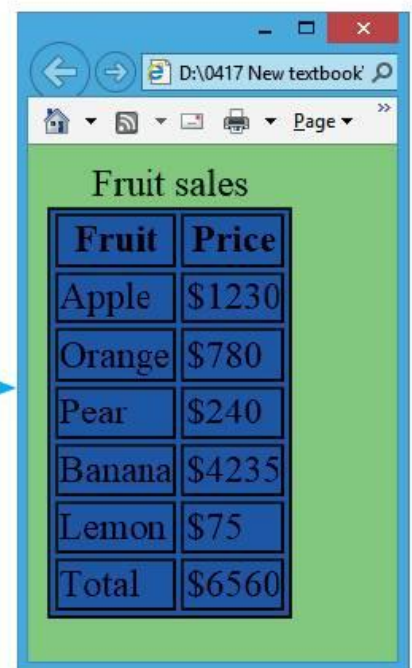 D:\0417 New textbook'
Page
Fruit sales
Fruit Price
Apple $1230
Orange $780
Pear $240
Banana $4235
Lemon $75
Total $6560